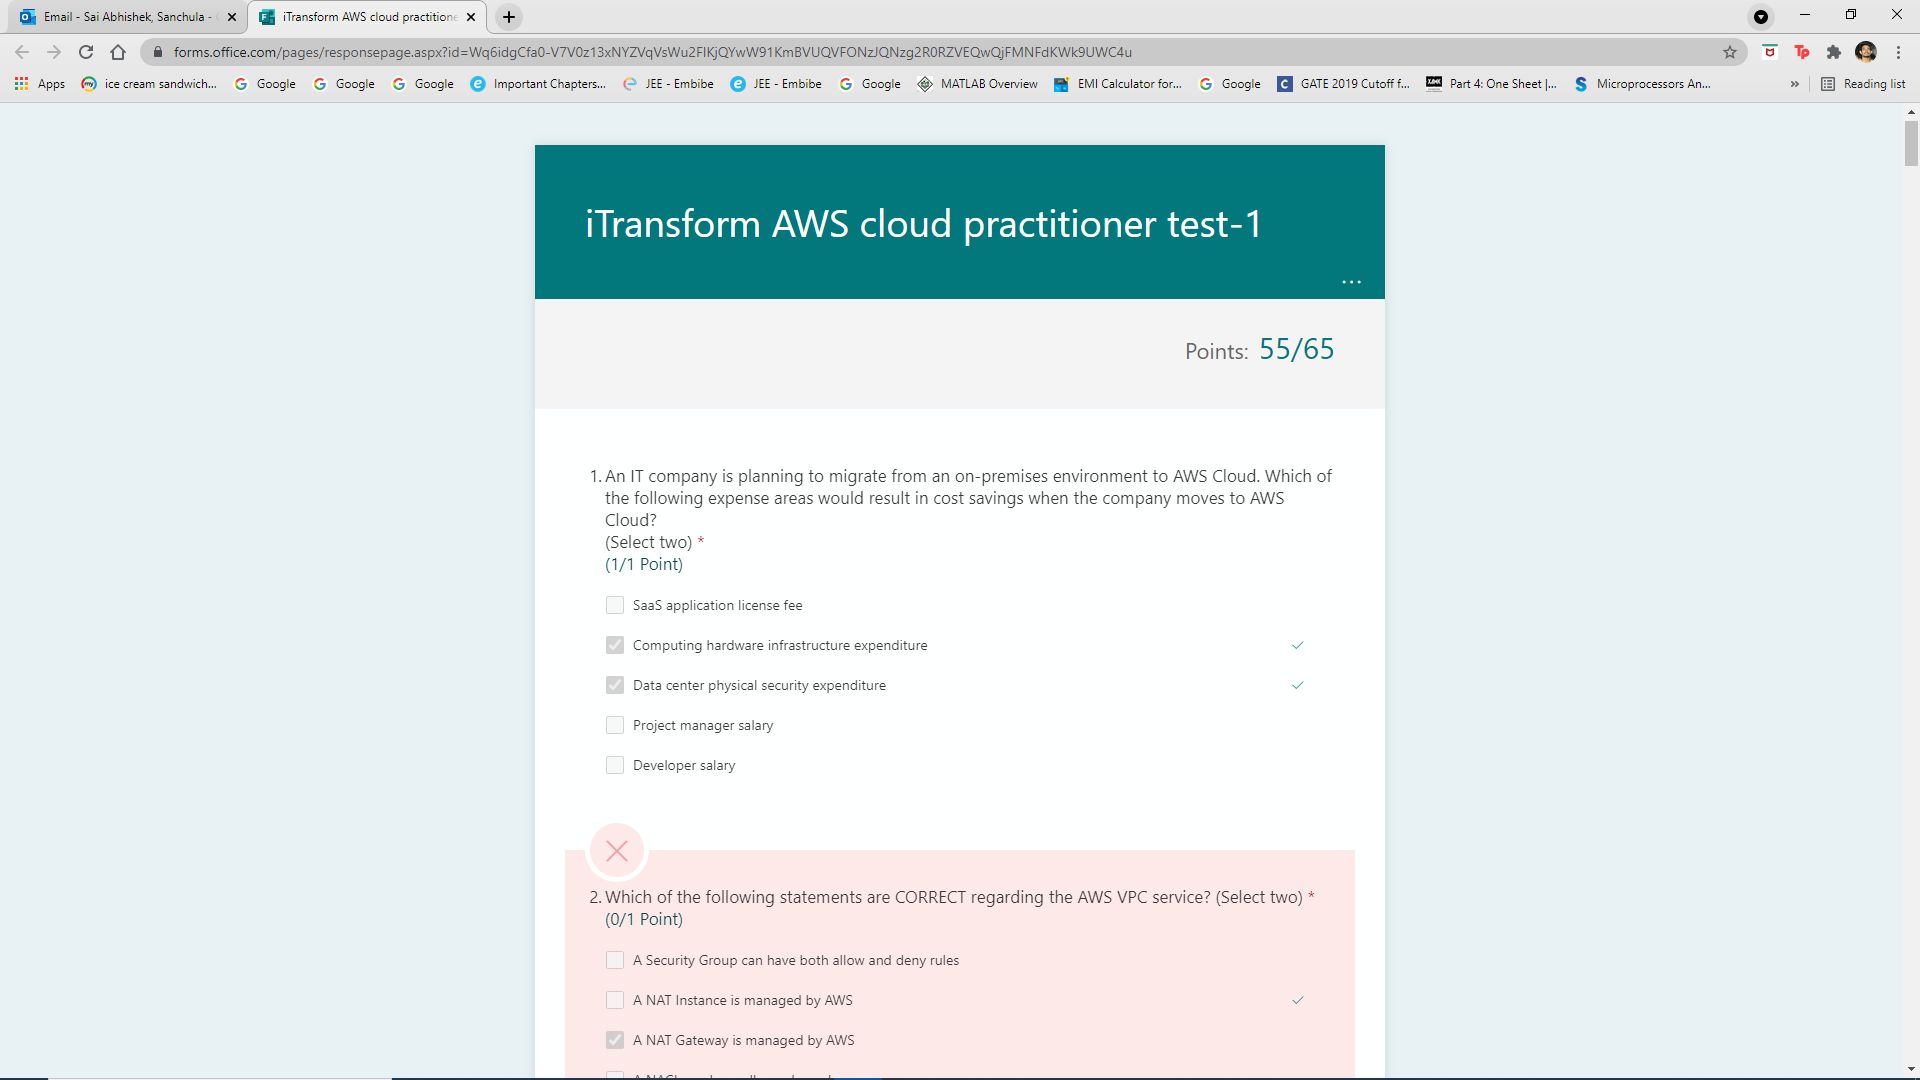 Email - Sai Abhishek, Sanchula -
iTransform AWS cloud practitione
forms.office.com/pages/responsepage.aspx?id=Wq6idgCfa0-V7V0z13xNYZVqVsWu2FlKjQYwW91KmBVUQVFONzJQNzg2R0RZVEQwQjFMNFdKWk9UWC4u
Apps
ice cream sandwich...
Google
Google
Google
Important Chapters...
JEE - Embibe
JEE - Embibe
Google
MATLAB Overview
EMI Calculator for...
Google
GATE 2019 Cutoff f...
Part 4: One Sheet |...
Microprocessors An...
»
Reading list
iTransform AWS cloud practitioner test-1
...
Points: 55/65
1. An IT company is planning to migrate from an on-premises environment to AWS Cloud. Which of
the following expense areas would result in cost savings when the company moves to AWS
Cloud?
(Select two) *
(1/1 Point)
SaaS application license fee
Computing hardware infrastructure expenditure
Data center physical security expenditure
Project manager salary
Developer salary
2. Which of the following statements are CORRECT regarding the AWS VPC service? (Select two) *
(0/1 Point)
A Security Group can have both allow and deny rules
A NAT Instance is managed by AWS
A NAT Gateway is managed by AWS